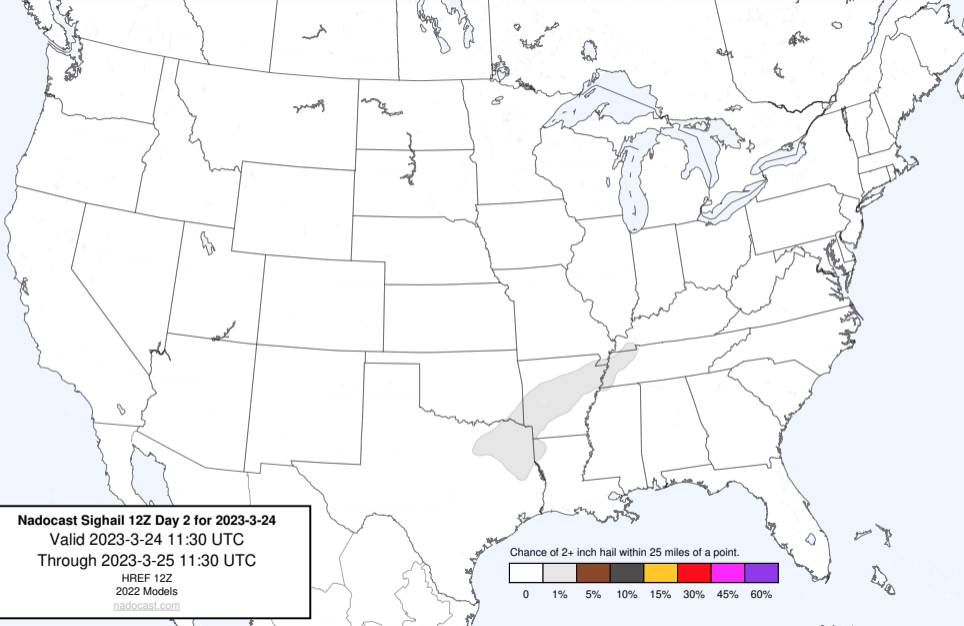 Nadocast Sighail 12Z Day 2 for 2023-3-24
Valid 2023-3-24 11:30 UTC
Through 2023-3-25 11:30 UTC
HREF 12Z
2022 Models
nadocast.com
Chance of 2+ inch hail within 25 miles of a point.
0 1% 5% 10% 15% 30% 45% 60%